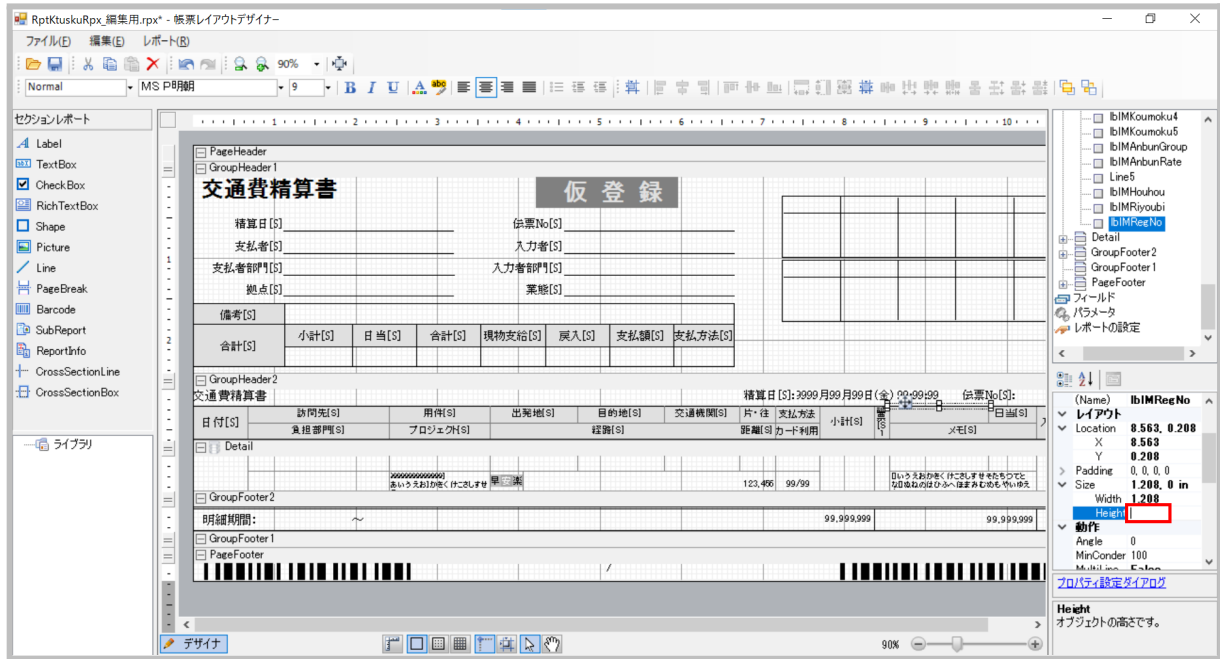 RptKtuskuRpx_編集用.rpx* - 帳票レイアウトデザイナー
ファイル(F) 編集(E) レポート(R)
90%
Normal MS P明朝 9 B I U
セクションレポート
Label
TextBox
CheckBox
RichTextBox
Shape
Picture
Line
PageBreak
Barcode
SubReport
ReportInfo
CrossSectionLine
CrossSectionBox
ライブラリ
1 2 3 4 5 6 7 8 9 10
PageHeader
GroupHeader1
交通費精算書 仮 登 録
精算日[S] 伝票No[S]
支払者[S] 入力者[S]
支払者部門[S] 入力者部門[S]
拠点[S] 業態[S]
備考[S]
合計[S] 小計[S] 日当[S] 合計[S] 現物支給[S] 戻入[S] 支払額[S] 支払方法[S]
GroupHeader2
交通費精算書 精算日[S]:9999月99月99日(金) 99:99:99 伝票No[S]:
日付[S] 訪問先[S] 用件[S] 出発地[S] 目的地[S] 交通機関[S] 片・往 支払方法 小計[S] 日当[S]
負担部門[S] プロジェクト[S] 経路[S] 距離[S] カード利用 メモ[S]
Detail
早 楽
123,456 99/99
GroupFooter2
明細期間: ～ 99,999,999 99,999,999
GroupFooter1
PageFooter
/
デザイナ
90%
lblMKoumoku4
lblMKoumoku5
lblMAnbunGroup
lblMAnbunRate
Line5
lblMHouhou
lblMRiyoubi
lblMRegNo
Detail
GroupFooter2
GroupFooter1
PageFooter
フィールド
パラメータ
レポートの設定
(Name) lblMRegNo
レイアウト
Location 8.563, 0.208
X 8.563
Y 0.208
Padding 0, 0, 0, 0
Size 1.208, 0 in
Width 1.208
Height
動作
Angle 0
MinConder 100
MultiLine False
プロパティ設定ダイアログ
Height
オブジェクトの高さです。